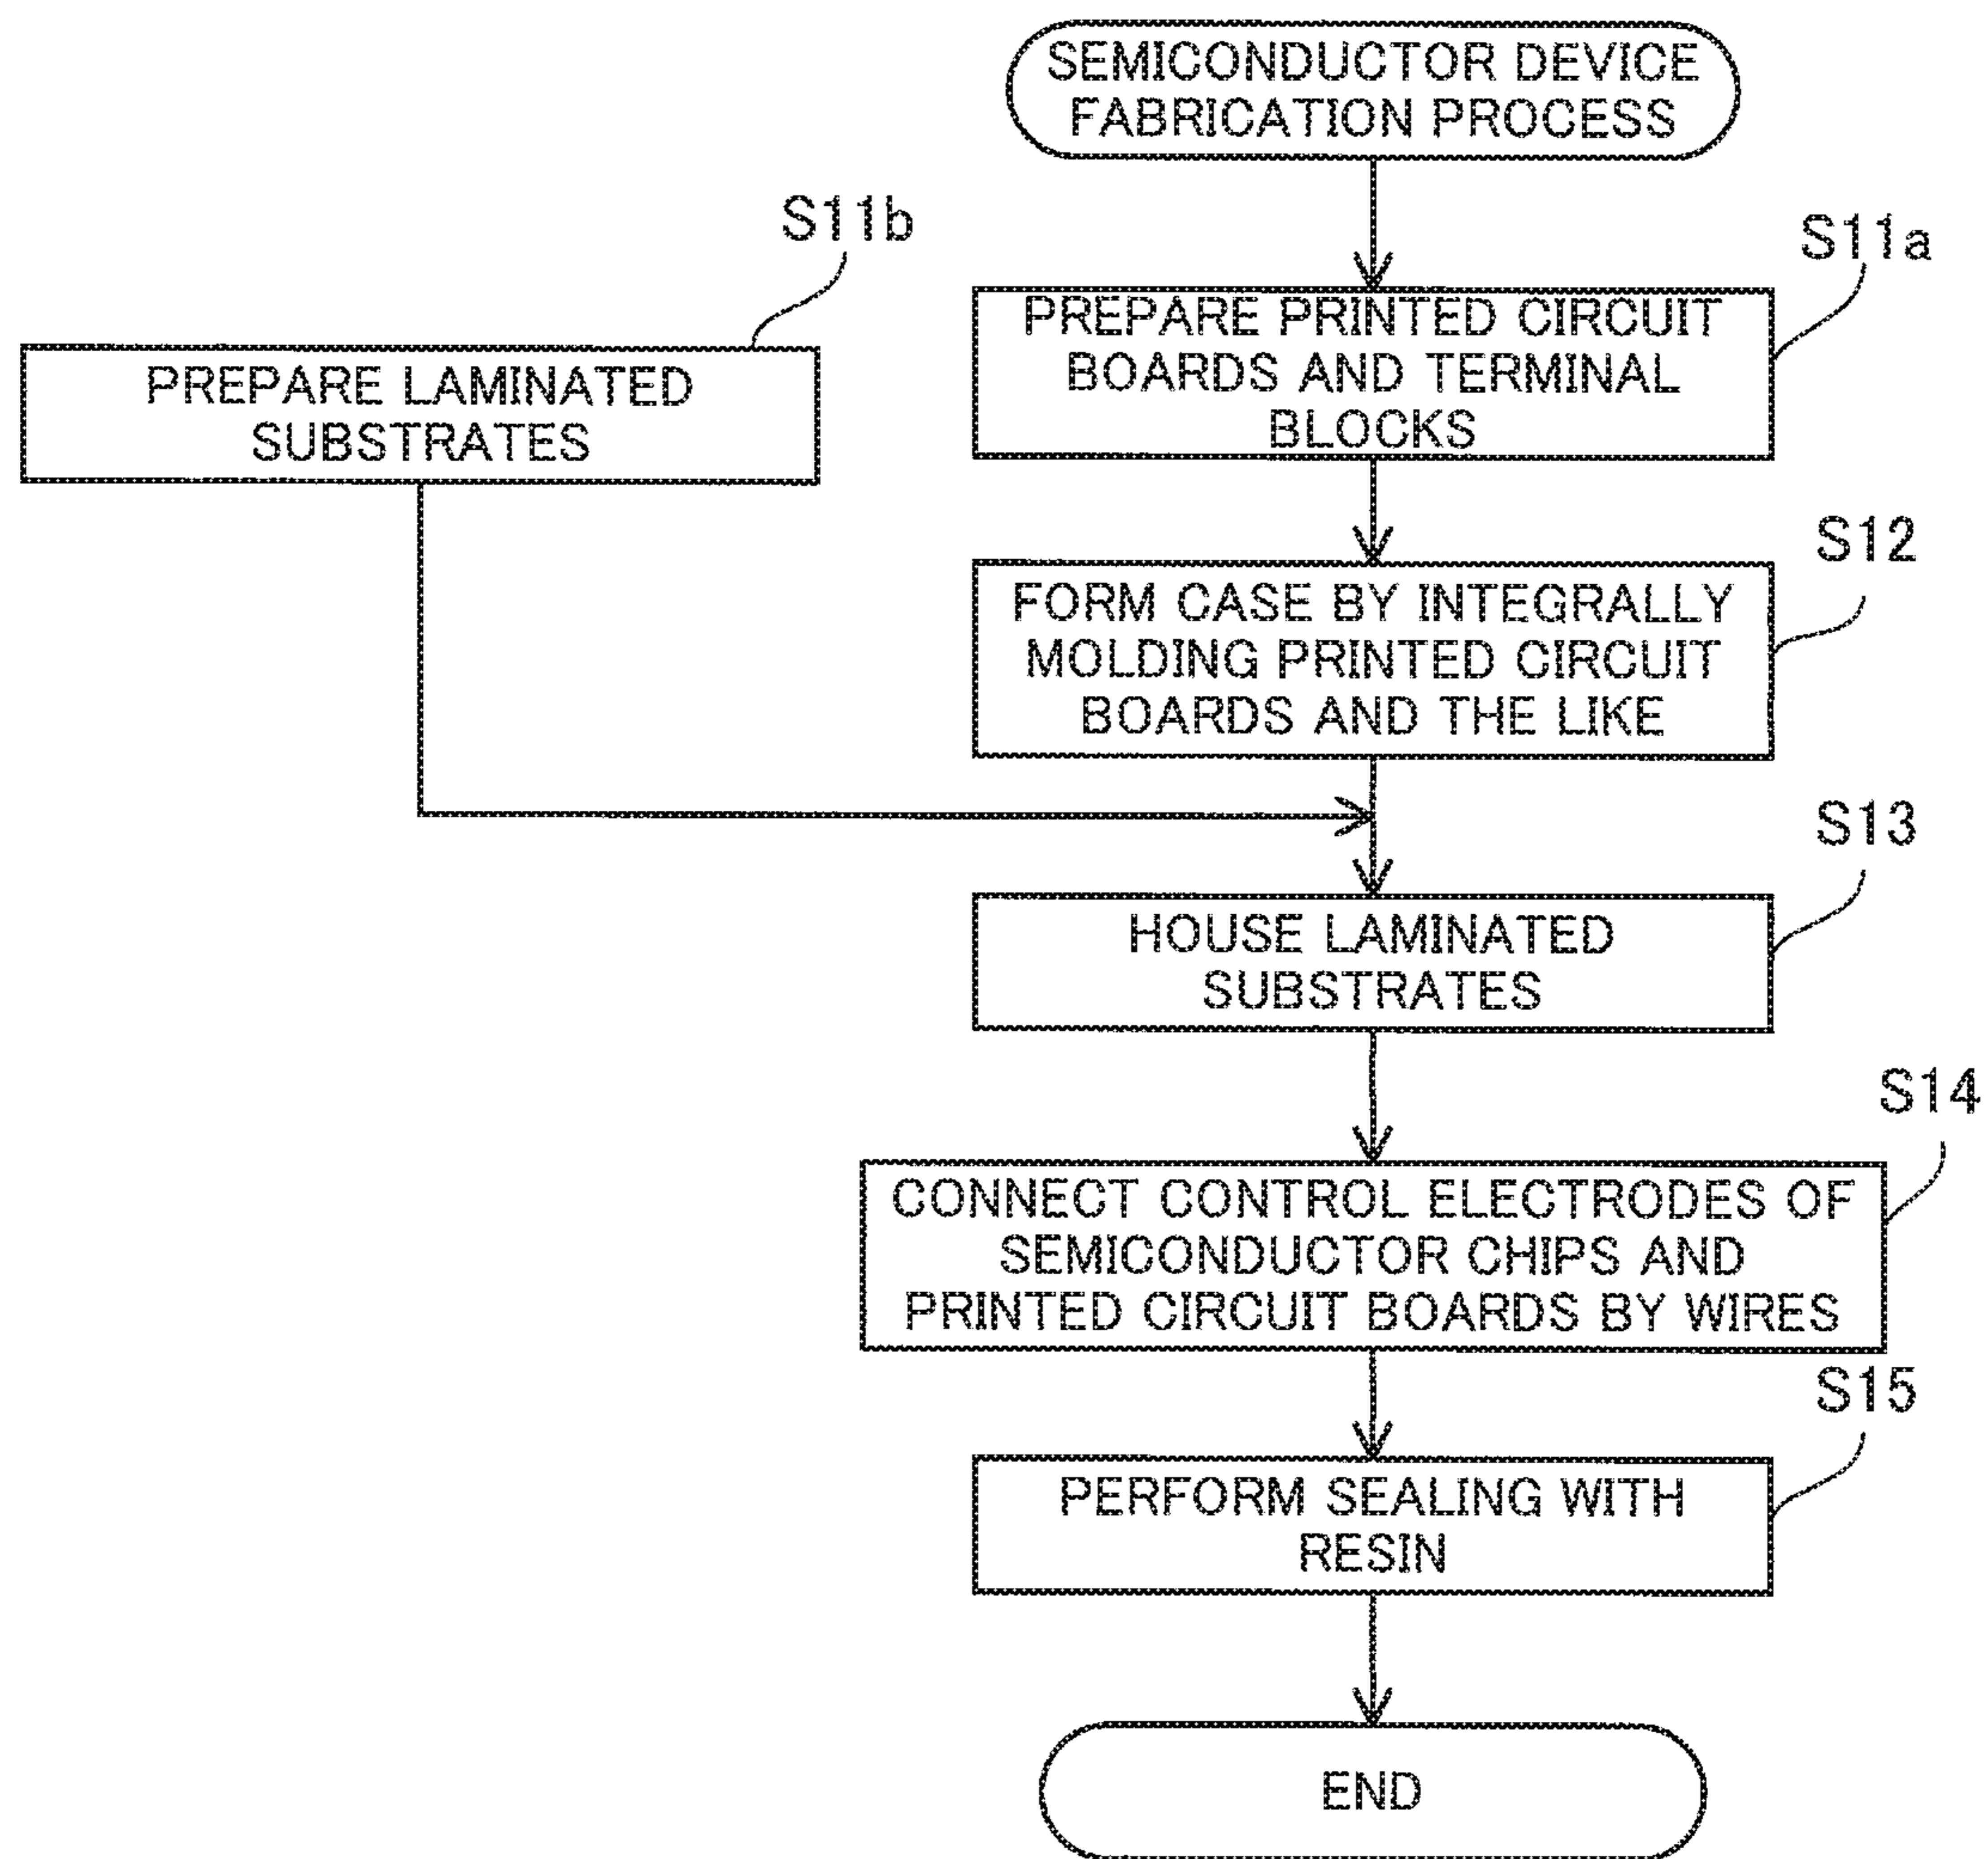 SEMICONDUCTOR DEVICE
FABRICATION PROCESS
S11b
S11a
PREPARE PRINTED CIRCUIT
BOARDS AND TERMINAL
BLOCKS
PREPARE LAMINATED
SUBSTRATES
S12
FORM CASE BY INTEGRALLY
MOLDING PRINTED CIRCUIT
BOARDS AND THE LIKE
S13
HOUSE LAMINATED
SUBSTRATES
S14
CONNECT CONTROL ELECTRODES OF
SEMICONDUCTOR CHIPS AND
PRINTED CIRCUIT BOARDS BY WIRES
S15
PERFORM SEALING WITH
RESIN
END